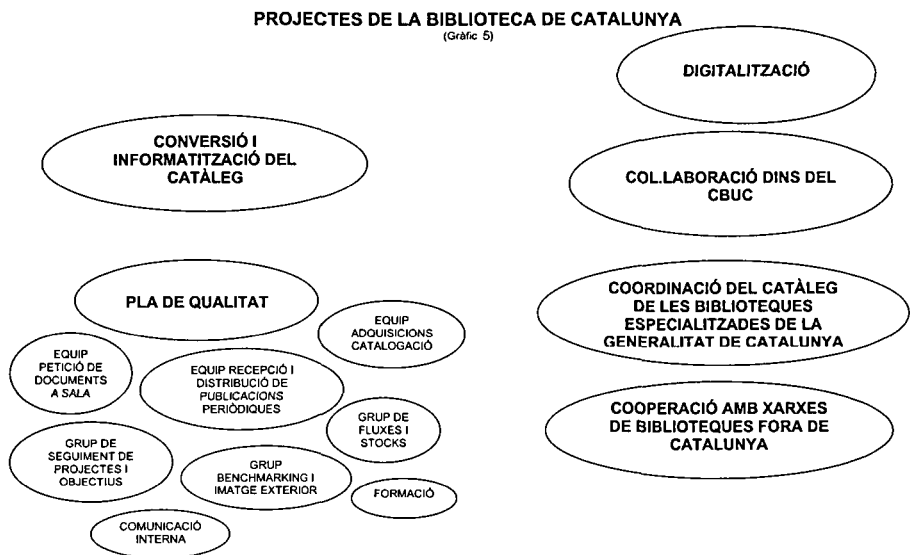 PROJECTES DE LA BIBLIOTECA DE CATALUNYA
(Gràfic 5)
DIGITALITZACIÓ
CONVERSIÓ I
INFORMATITZACIÓ DEL
CATÀLEG
COL.LABORACIÓ DINS DEL
CBUC
PLA DE QUALITAT
COORDINACIÓ DEL CATÀLEG
DE LES BIBLIOTEQUES
ESPECIALITZADES DE LA
GENERALITAT DE CATALUNYA
EQUIP
ADQUISICIONS
CATALOGACIÓ
EQUIP
PETICIÓ DE
DOCUMENTS
A SALA
EQUIP RECEPCIÓ I
DISTRIBUCIÓ DE
PUBLICACIONS
PERIÒDIQUES
GRUP DE
FLUXES I
STOCKS
COOPERACIÓ AMB XARXES
DE BIBLIOTEQUES FORA DE
CATALUNYA
GRUP DE
SEGUIMENT DE
PROJECTES I
OBJECTIUS
GRUP
BENCHMARKING I
IMATGE EXTERIOR
FORMACIÓ
COMUNICACIÓ
INTERNA